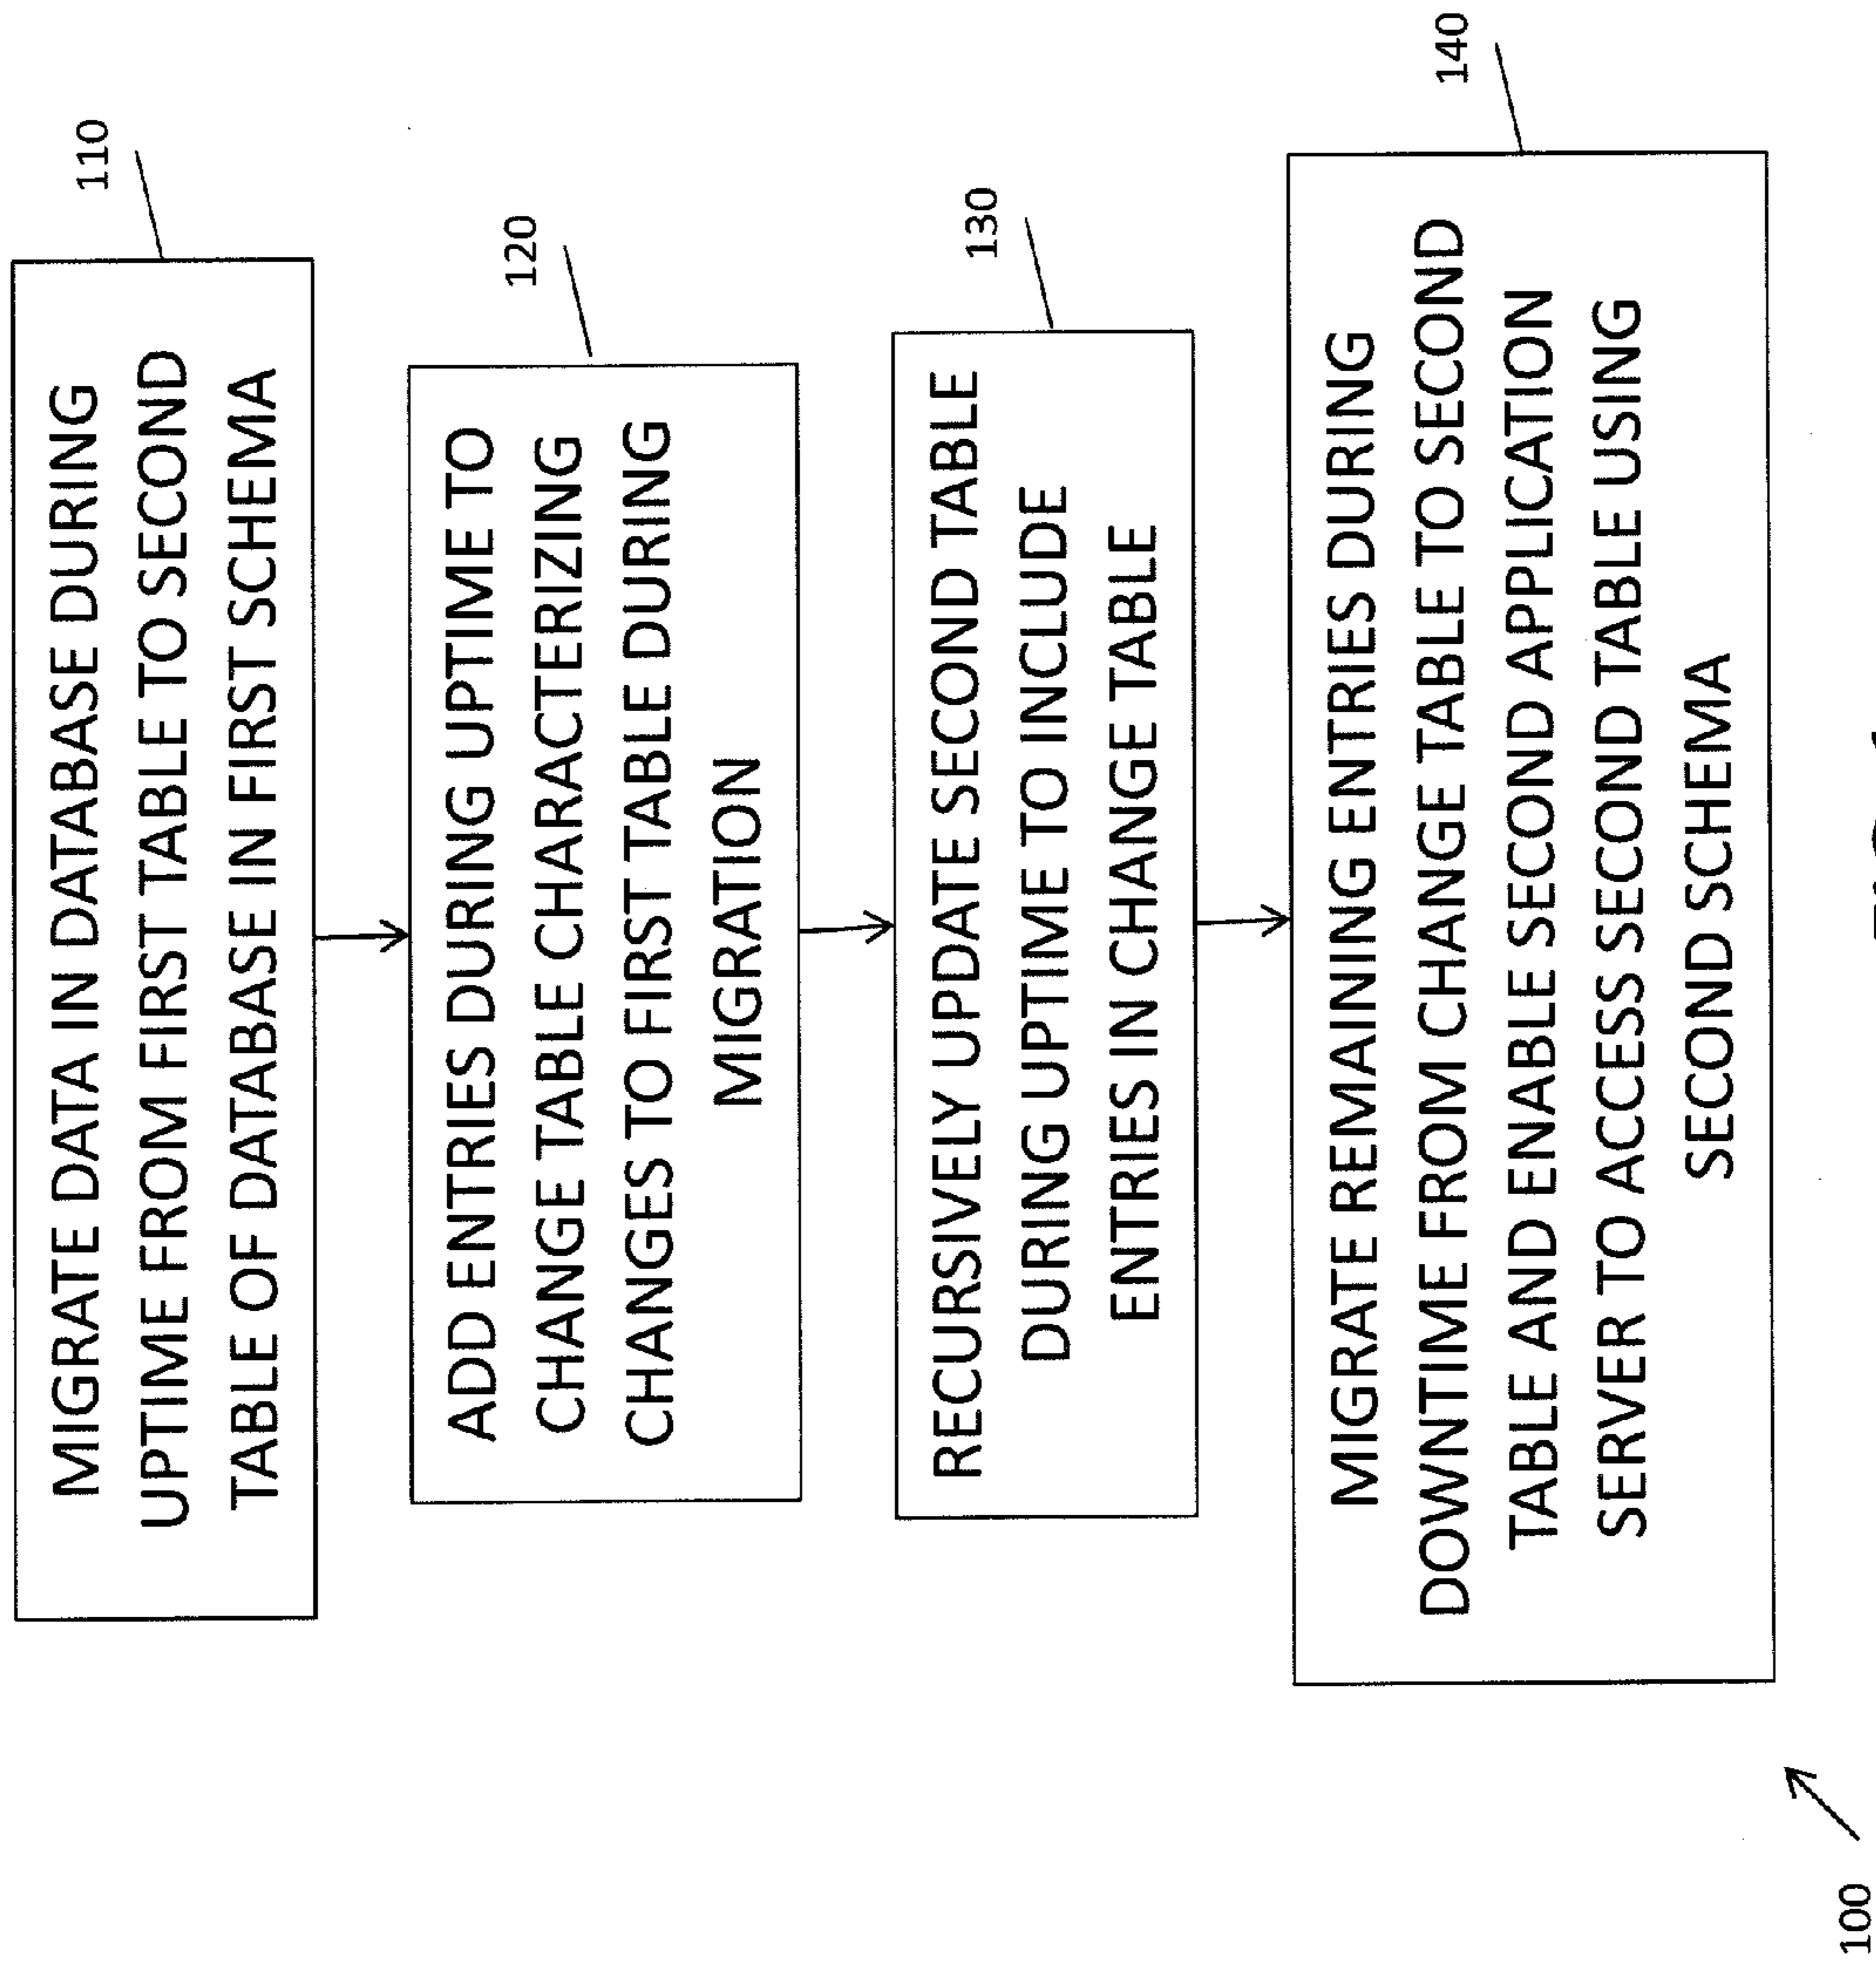 MIGRATE DATA IN DATABASE DURING
UPTIME FROM FIRST TABLE TO SECOND
TABLE OF DATABASE IN FIRST SCHEMA
110
ADD ENTRIES DURING UPTIME TO
CHANGE TABLE CHARACTERIZING
CHANGES TO FIRST TABLE DURING
MIGRATION
120
RECURSIVELY UPDATE SECOND TABLE
DURING UPTIME TO INCLUDE
ENTRIES IN CHANGE TABLE
130
MIGRATE REMAINING ENTRIES DURING
DOWNTIME FROM CHANGE TABLE TO SECOND
TABLE AND ENABLE SECOND APPLICATION
SERVER TO ACCESS SECOND TABLE USING
SECOND SCHEMA
140
100